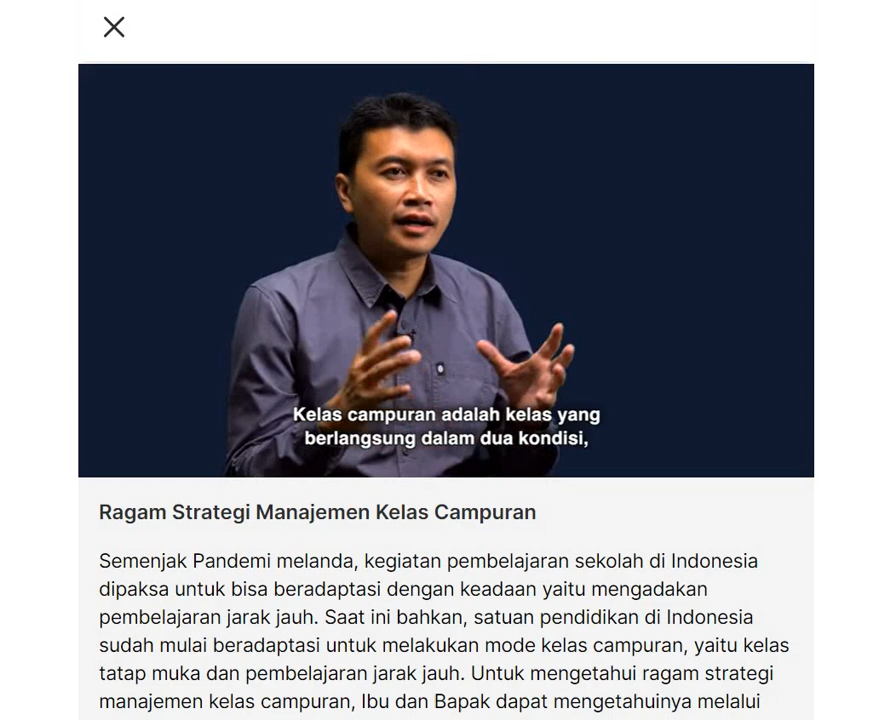 Kelas campuran adalah kelas yang
berlangsung dalam dua kondisi,
Ragam Strategi Manajemen Kelas Campuran
Semenjak Pandemi melanda, kegiatan pembelajaran sekolah di Indonesia
dipaksa untuk bisa beradaptasi dengan keadaan yaitu mengadakan
pembelajaran jarak jauh. Saat ini bahkan, satuan pendidikan di Indonesia
sudah mulai beradaptasi untuk melakukan mode kelas campuran, yaitu kelas
tatap muka dan pembelajaran jarak jauh. Untuk mengetahui ragam strategi
manajemen kelas campuran, Ibu dan Bapak dapat mengetahuinya melalui